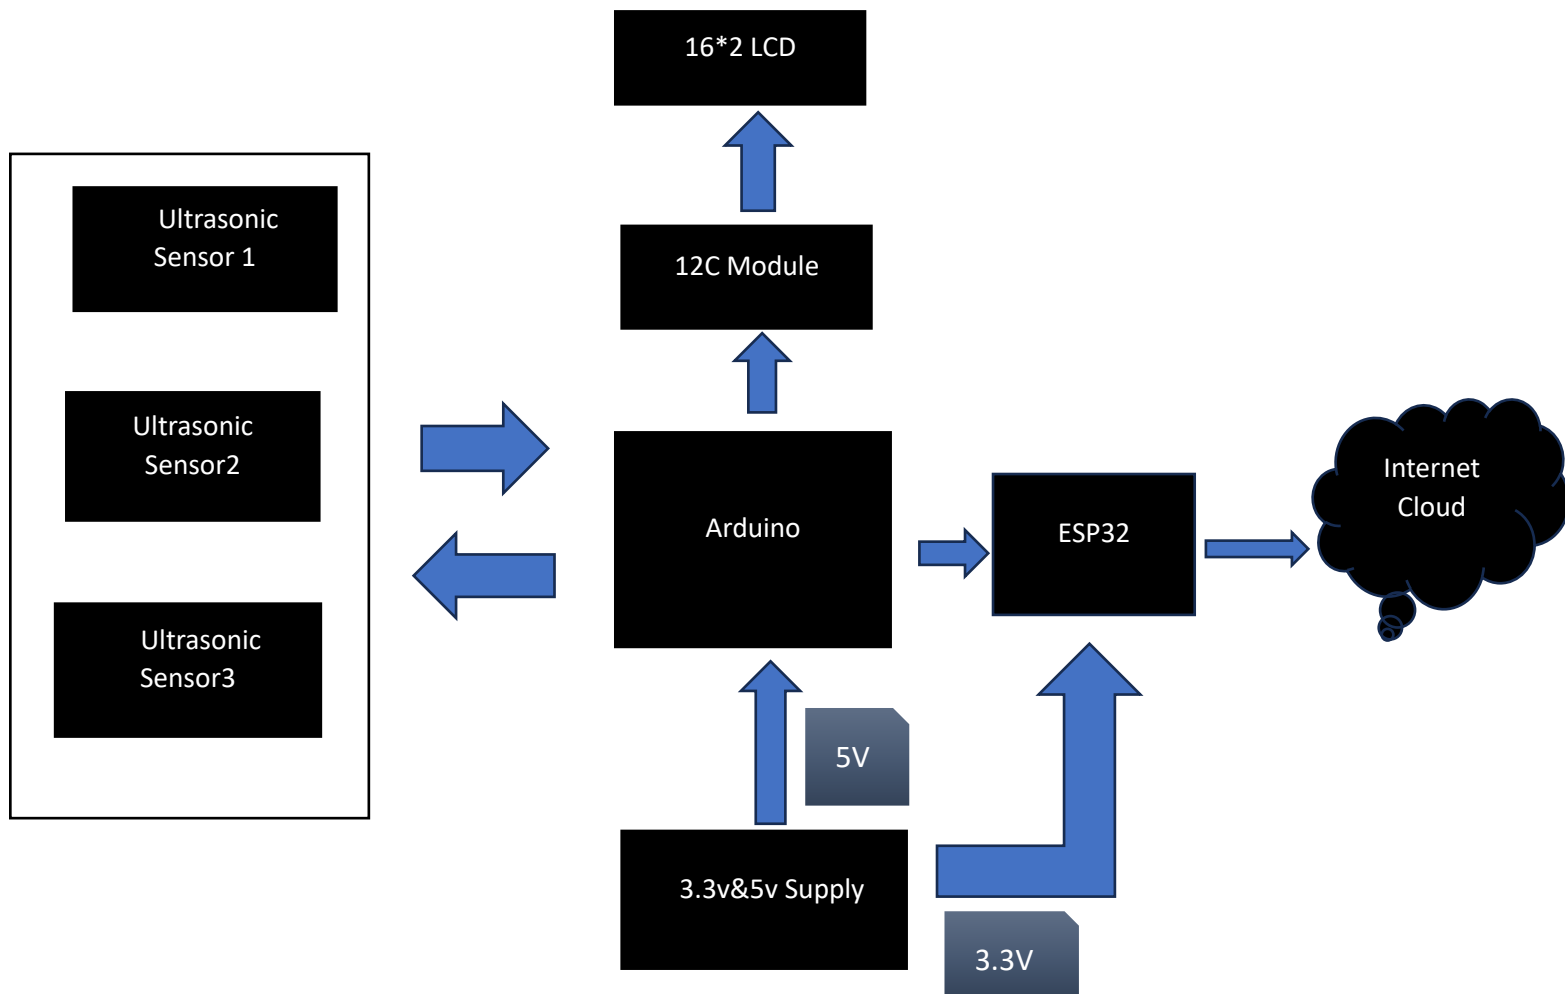 16*2 LCD
Ultrasonic
Sensor 1
12C Module
Ultrasonic
Sensor2
Arduino
ESP32
Internet
Cloud
Ultrasonic
Sensor3
5V
3.3v&5v Supply
3.3V